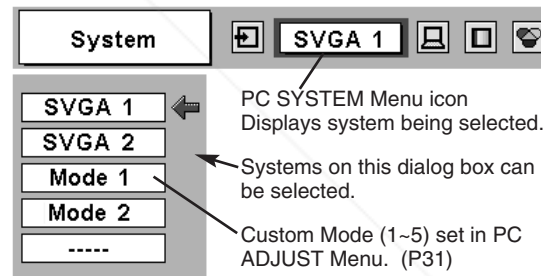 System
SVGA 1
SVGA 1
SVGA 2
Mode 1
Mode 2
-----
PC SYSTEM Menu icon
Displays system being selected.
Systems on this dialog box can
be selected.
Custom Mode (1~5) set in PC
ADJUST Menu.  (P31)